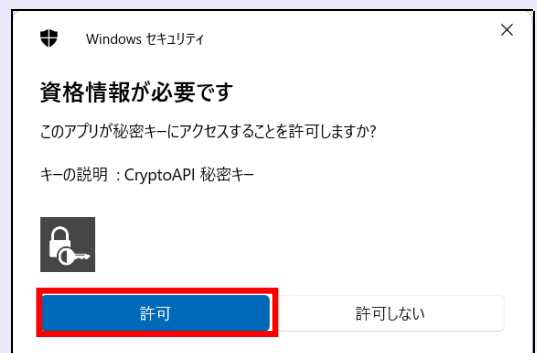 Windows セキュリティ
資格情報が必要です
このアプリが秘密キーにアクセスすることを許可しますか?
キーの説明 : CryptoAPI 秘密キー
許可
許可しない